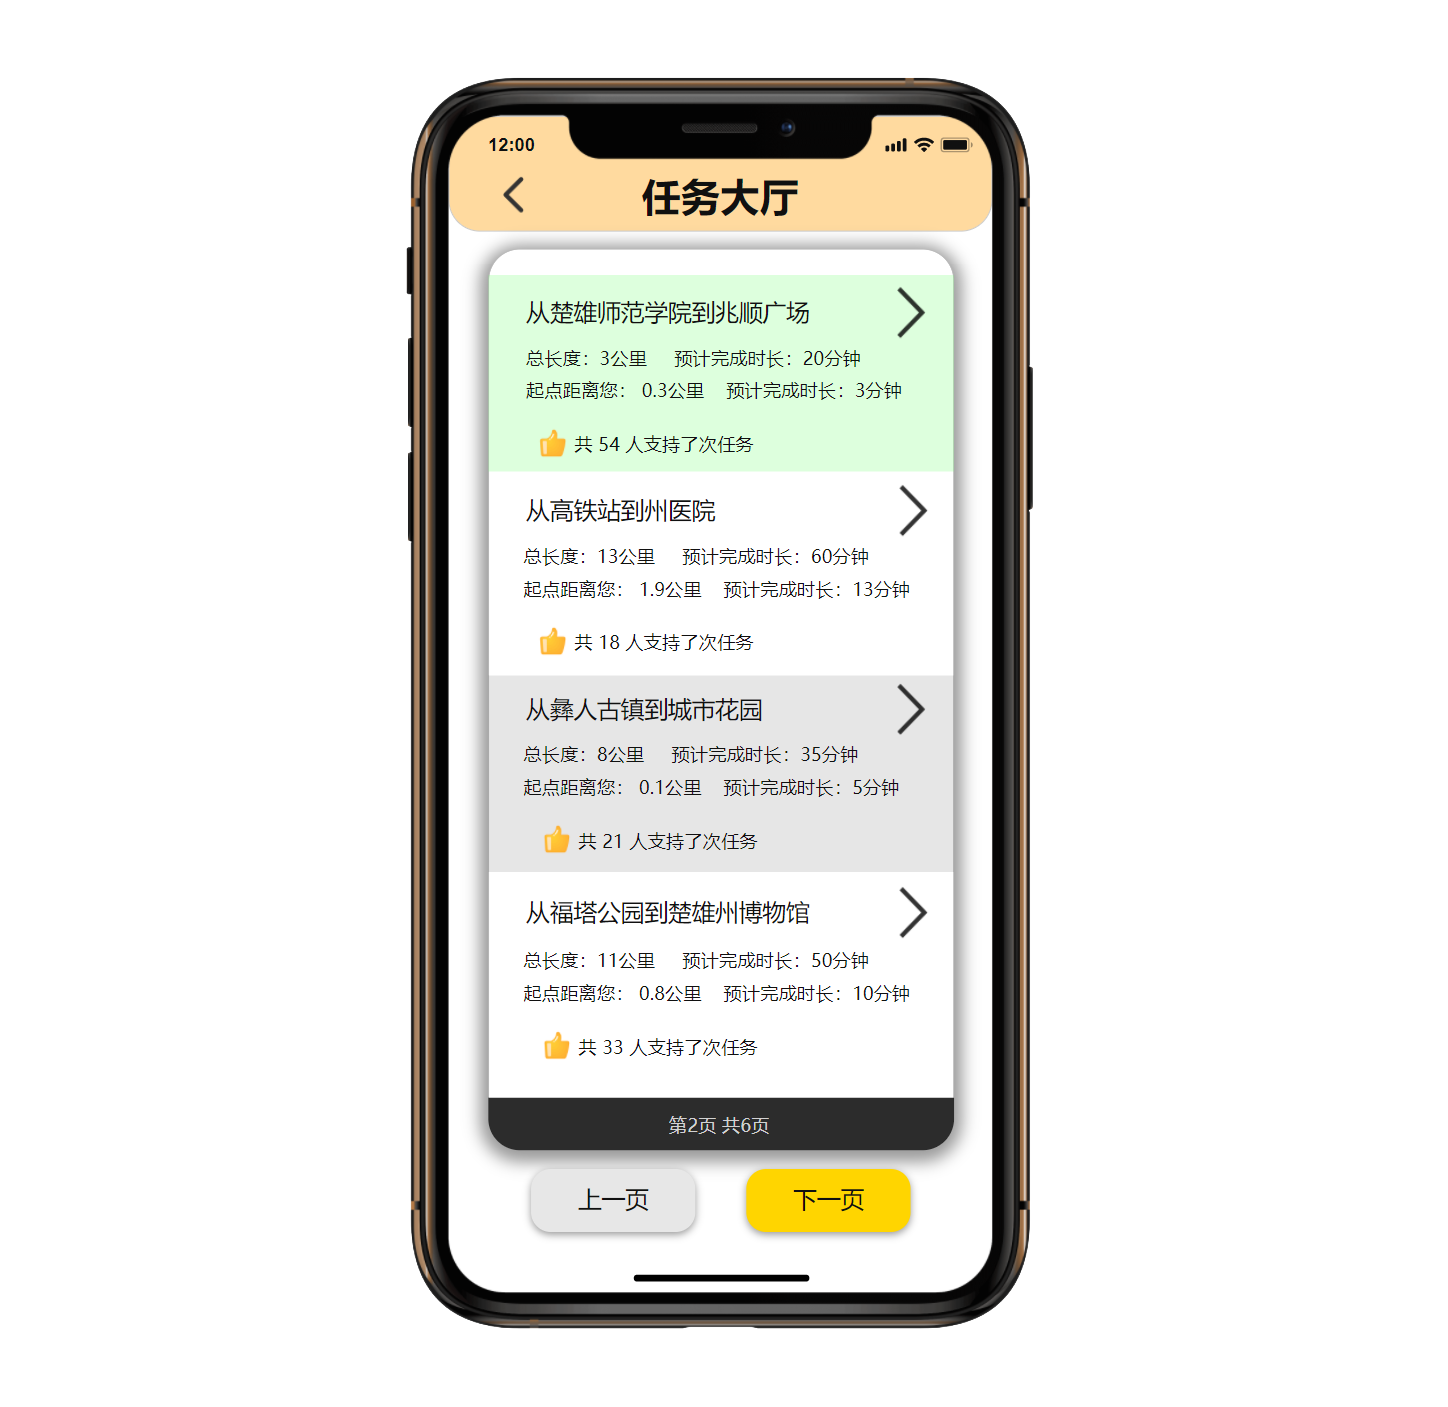 12:00
任务大厅
从楚雄师范学院到兆顺广场
总长度：3公里 预计完成时长：20分钟
起点距离您： 0.3公里 预计完成时长：3分钟
共 54 人支持了次任务
从高铁站到州医院
总长度：13公里 预计完成时长：60分钟
起点距离您： 1.9公里 预计完成时长：13分钟
共 18 人支持了次任务
从彝人古镇到城市花园
总长度：8公里 预计完成时长：35分钟
起点距离您： 0.1公里 预计完成时长：5分钟
共 21 人支持了次任务
从福塔公园到楚雄州博物馆
总长度：11公里 预计完成时长：50分钟
起点距离您： 0.8公里 预计完成时长：10分钟
共 33 人支持了次任务
第2页 共6页
上一页 下一页